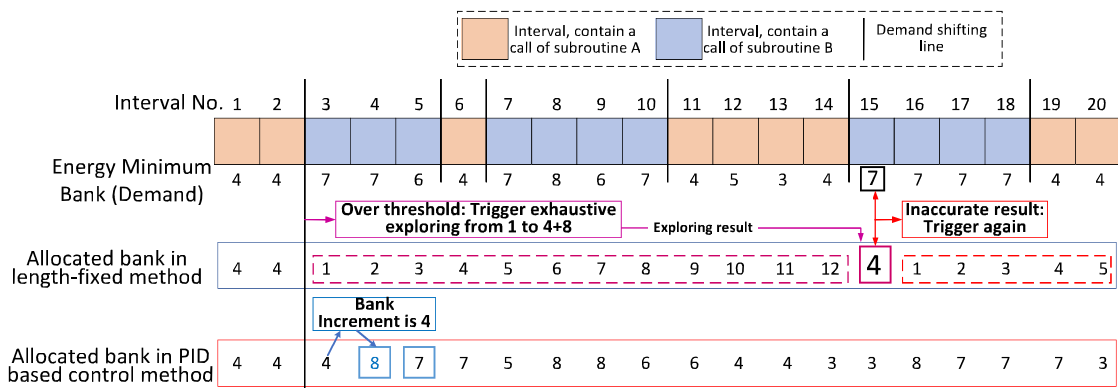 Interval, contain a
call of subroutine A
Interval, contain a
call of subroutine B
Demand shifting
line
Interval No. 1 2 3 4 5 6 7 8 9 10 11 12 13 14 15 16 17 18 19 20
Energy Minimum
Bank (Demand)
4 4 7 7 6 4 7 8 6 7 4 5 3 4 7 7 7 7 4 4
Over threshold: Trigger exhaustive
exploring from 1 to 4+8
Exploring result
Inaccurate result:
Trigger again
Allocated bank in
length-fixed method
4 4 1 2 3 4 5 6 7 8 9 10 11 12 4 1 2 3 4 5
Bank
Increment is 4
Allocated bank in PID
based control method
4 4 4 8 7 7 5 8 8 6 6 4 4 3 3 8 7 7 7 3